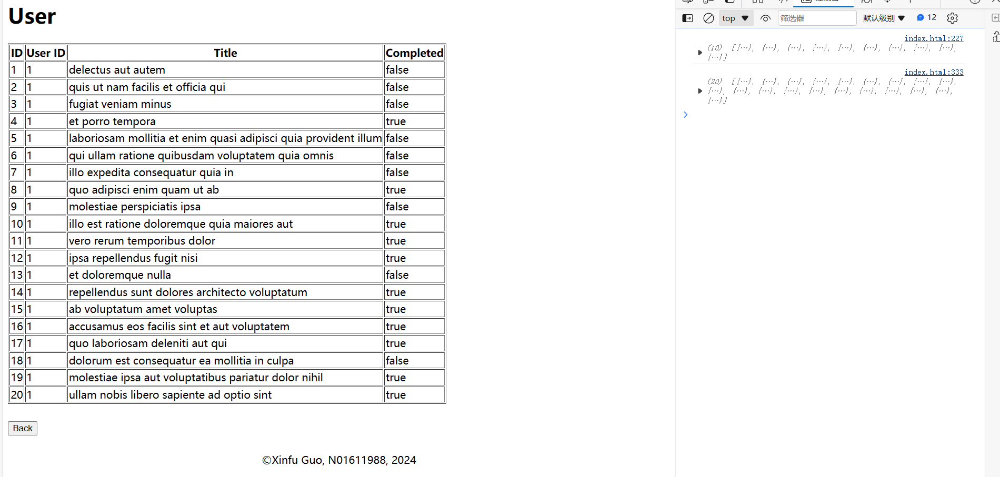 User
ID User ID Title Completed
1 1 delectus aut autem false
2 1 quis ut nam facilis et officia qui false
3 1 fugiat veniam minus false
4 1 et porro tempora true
5 1 laboriosam mollitia et enim quasi adipisci quia provident illum false
6 1 qui ullam ratione quibusdam voluptatem quia omnis false
7 1 illo expedita consequatur quia in false
8 1 quo adipisci enim quam ut ab true
9 1 molestiae perspiciatis ipsa false
10 1 illo est ratione doloremque quia maiores aut true
11 1 vero rerum temporibus dolor true
12 1 ipsa repellendus fugit nisi true
13 1 et doloremque nulla false
14 1 repellendus sunt dolores architecto voluptatum true
15 1 ab voluptatum amet voluptas true
16 1 accusamus eos facilis sint et aut voluptatem true
17 1 quo laboriosam deleniti aut qui true
18 1 dolorum est consequatur ea mollitia in culpa false
19 1 molestiae ipsa aut voluptatibus pariatur dolor nihil true
20 1 ullam nobis libero sapiente ad optio sint true
Back
©Xinfu Guo, N01611988, 2024
top 筛选器 默认级别 12
index.html:227
(10) [{…}, {…}, {…}, {…}, {…}, {…}, {…}, {…}, {…},
{…}]
index.html:333
(20) [{…}, {…}, {…}, {…}, {…}, {…}, {…}, {…}, {…},
{…}, {…}, {…}, {…}, {…}, {…}, {…}, {…}, {…}, {…},
{…}]